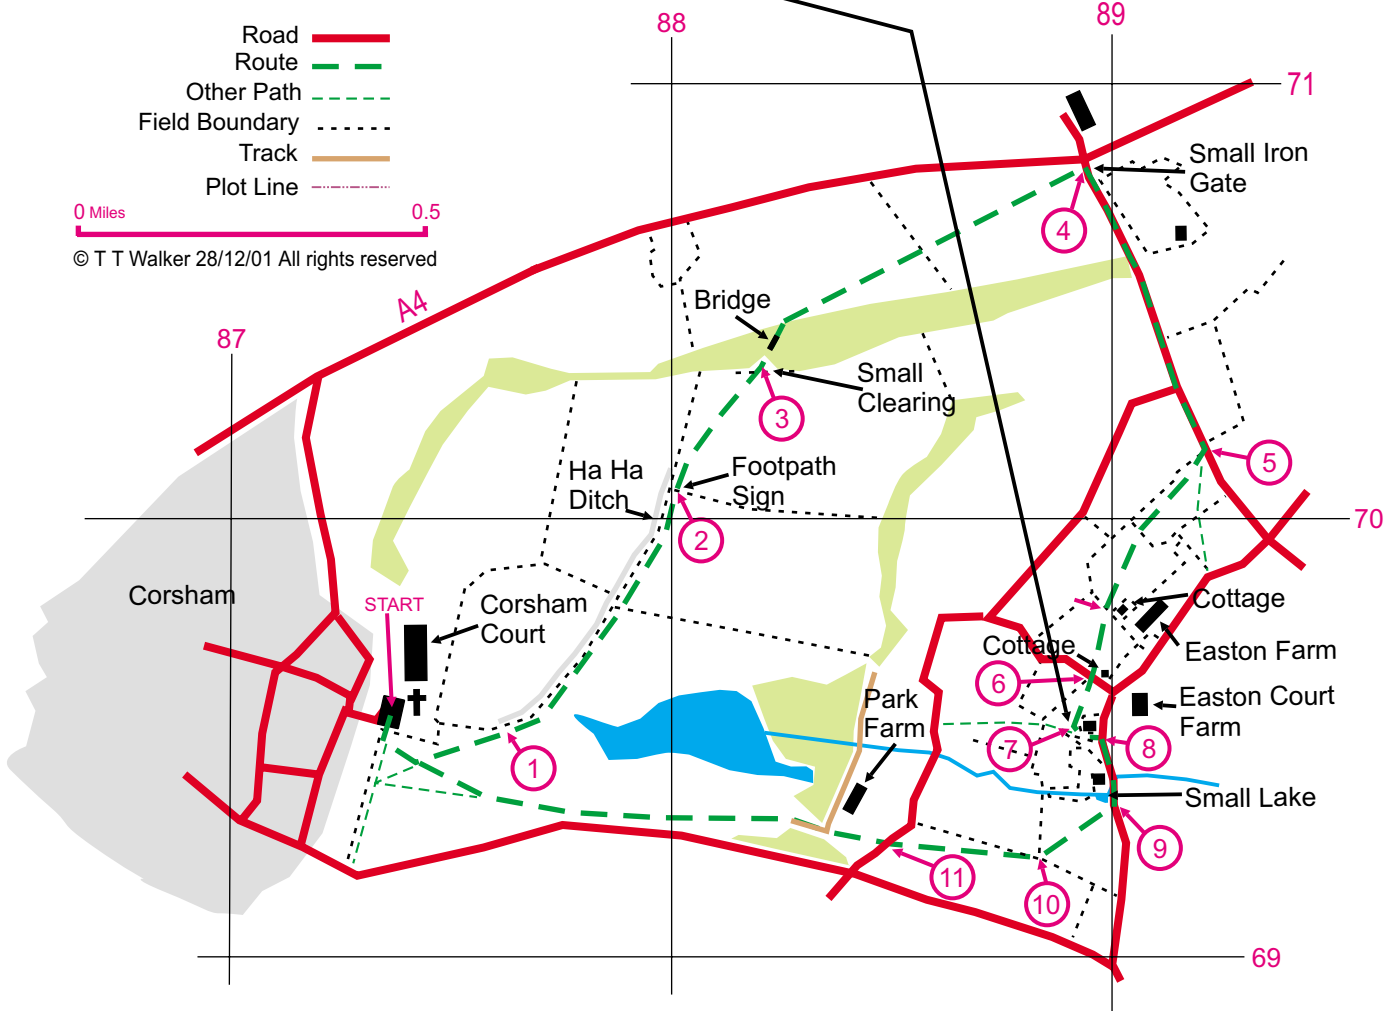 88
89
Road
Route
Other Path
Field Boundary
Track
Plot Line
0 Miles 0.5
© T T Walker 28/12/01 All rights reserved
71
Small Iron
Gate
4
A4
87
Bridge
Small
Clearing
3
5
Ha Ha
Ditch
Footpath
Sign
2
70
Corsham
START
Corsham
Court
Cottage
Cottage
Easton Farm
6
Park
Farm
Easton Court
Farm
1
7
8
Small Lake
9
11
10
69